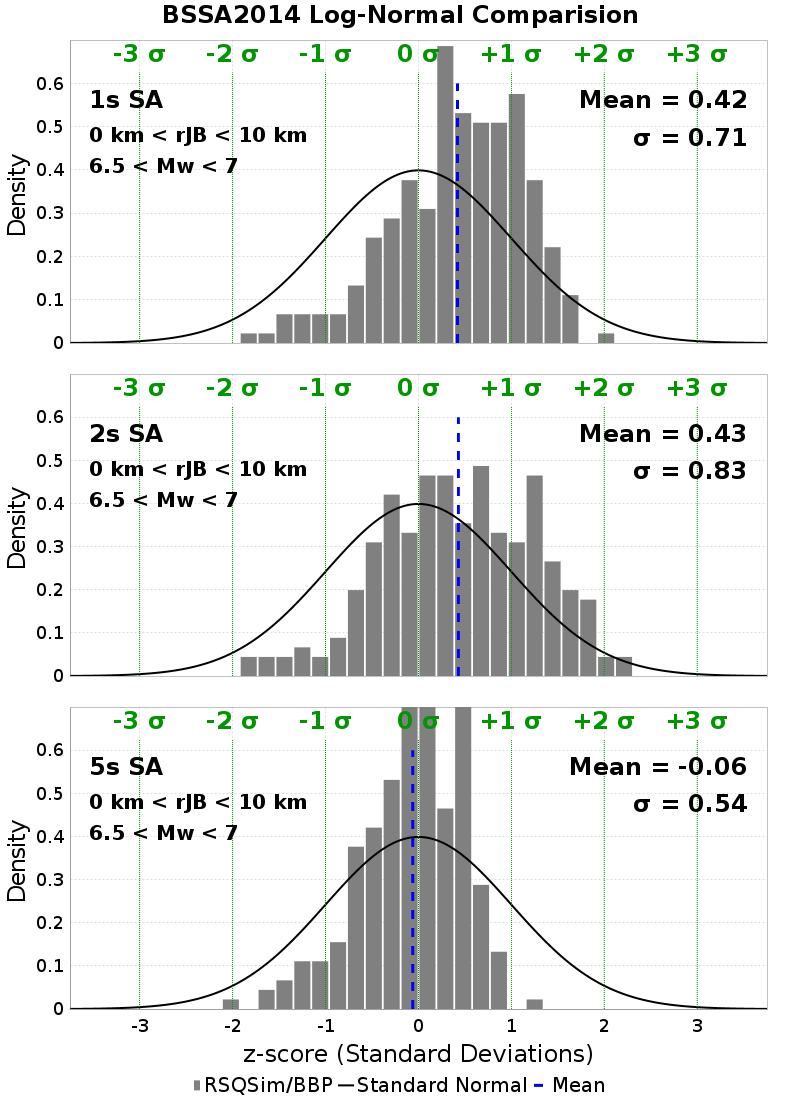 BSSA2014 Log-Normal Comparision
-3 σ -2 σ -1 σ 0 σ +1 σ +2 σ +3 σ
1s SA
0 km < rJB < 10 km
6.5 < Mw < 7
Mean = 0.42
σ = 0.71
Density
0.6
0.5
0.4
0.3
0.2
0.1
0
-3 σ -2 σ -1 σ 0 σ +1 σ +2 σ +3 σ
2s SA
0 km < rJB < 10 km
6.5 < Mw < 7
Mean = 0.43
σ = 0.83
Density
0.6
0.5
0.4
0.3
0.2
0.1
0
-3 σ -2 σ -1 σ 0 σ +1 σ +2 σ +3 σ
5s SA
0 km < rJB < 10 km
6.5 < Mw < 7
Mean = -0.06
σ = 0.54
Density
0.6
0.5
0.4
0.3
0.2
0.1
0
-3 -2 -1 0 1 2 3
z-score (Standard Deviations)
RSQSim/BBP Standard Normal Mean